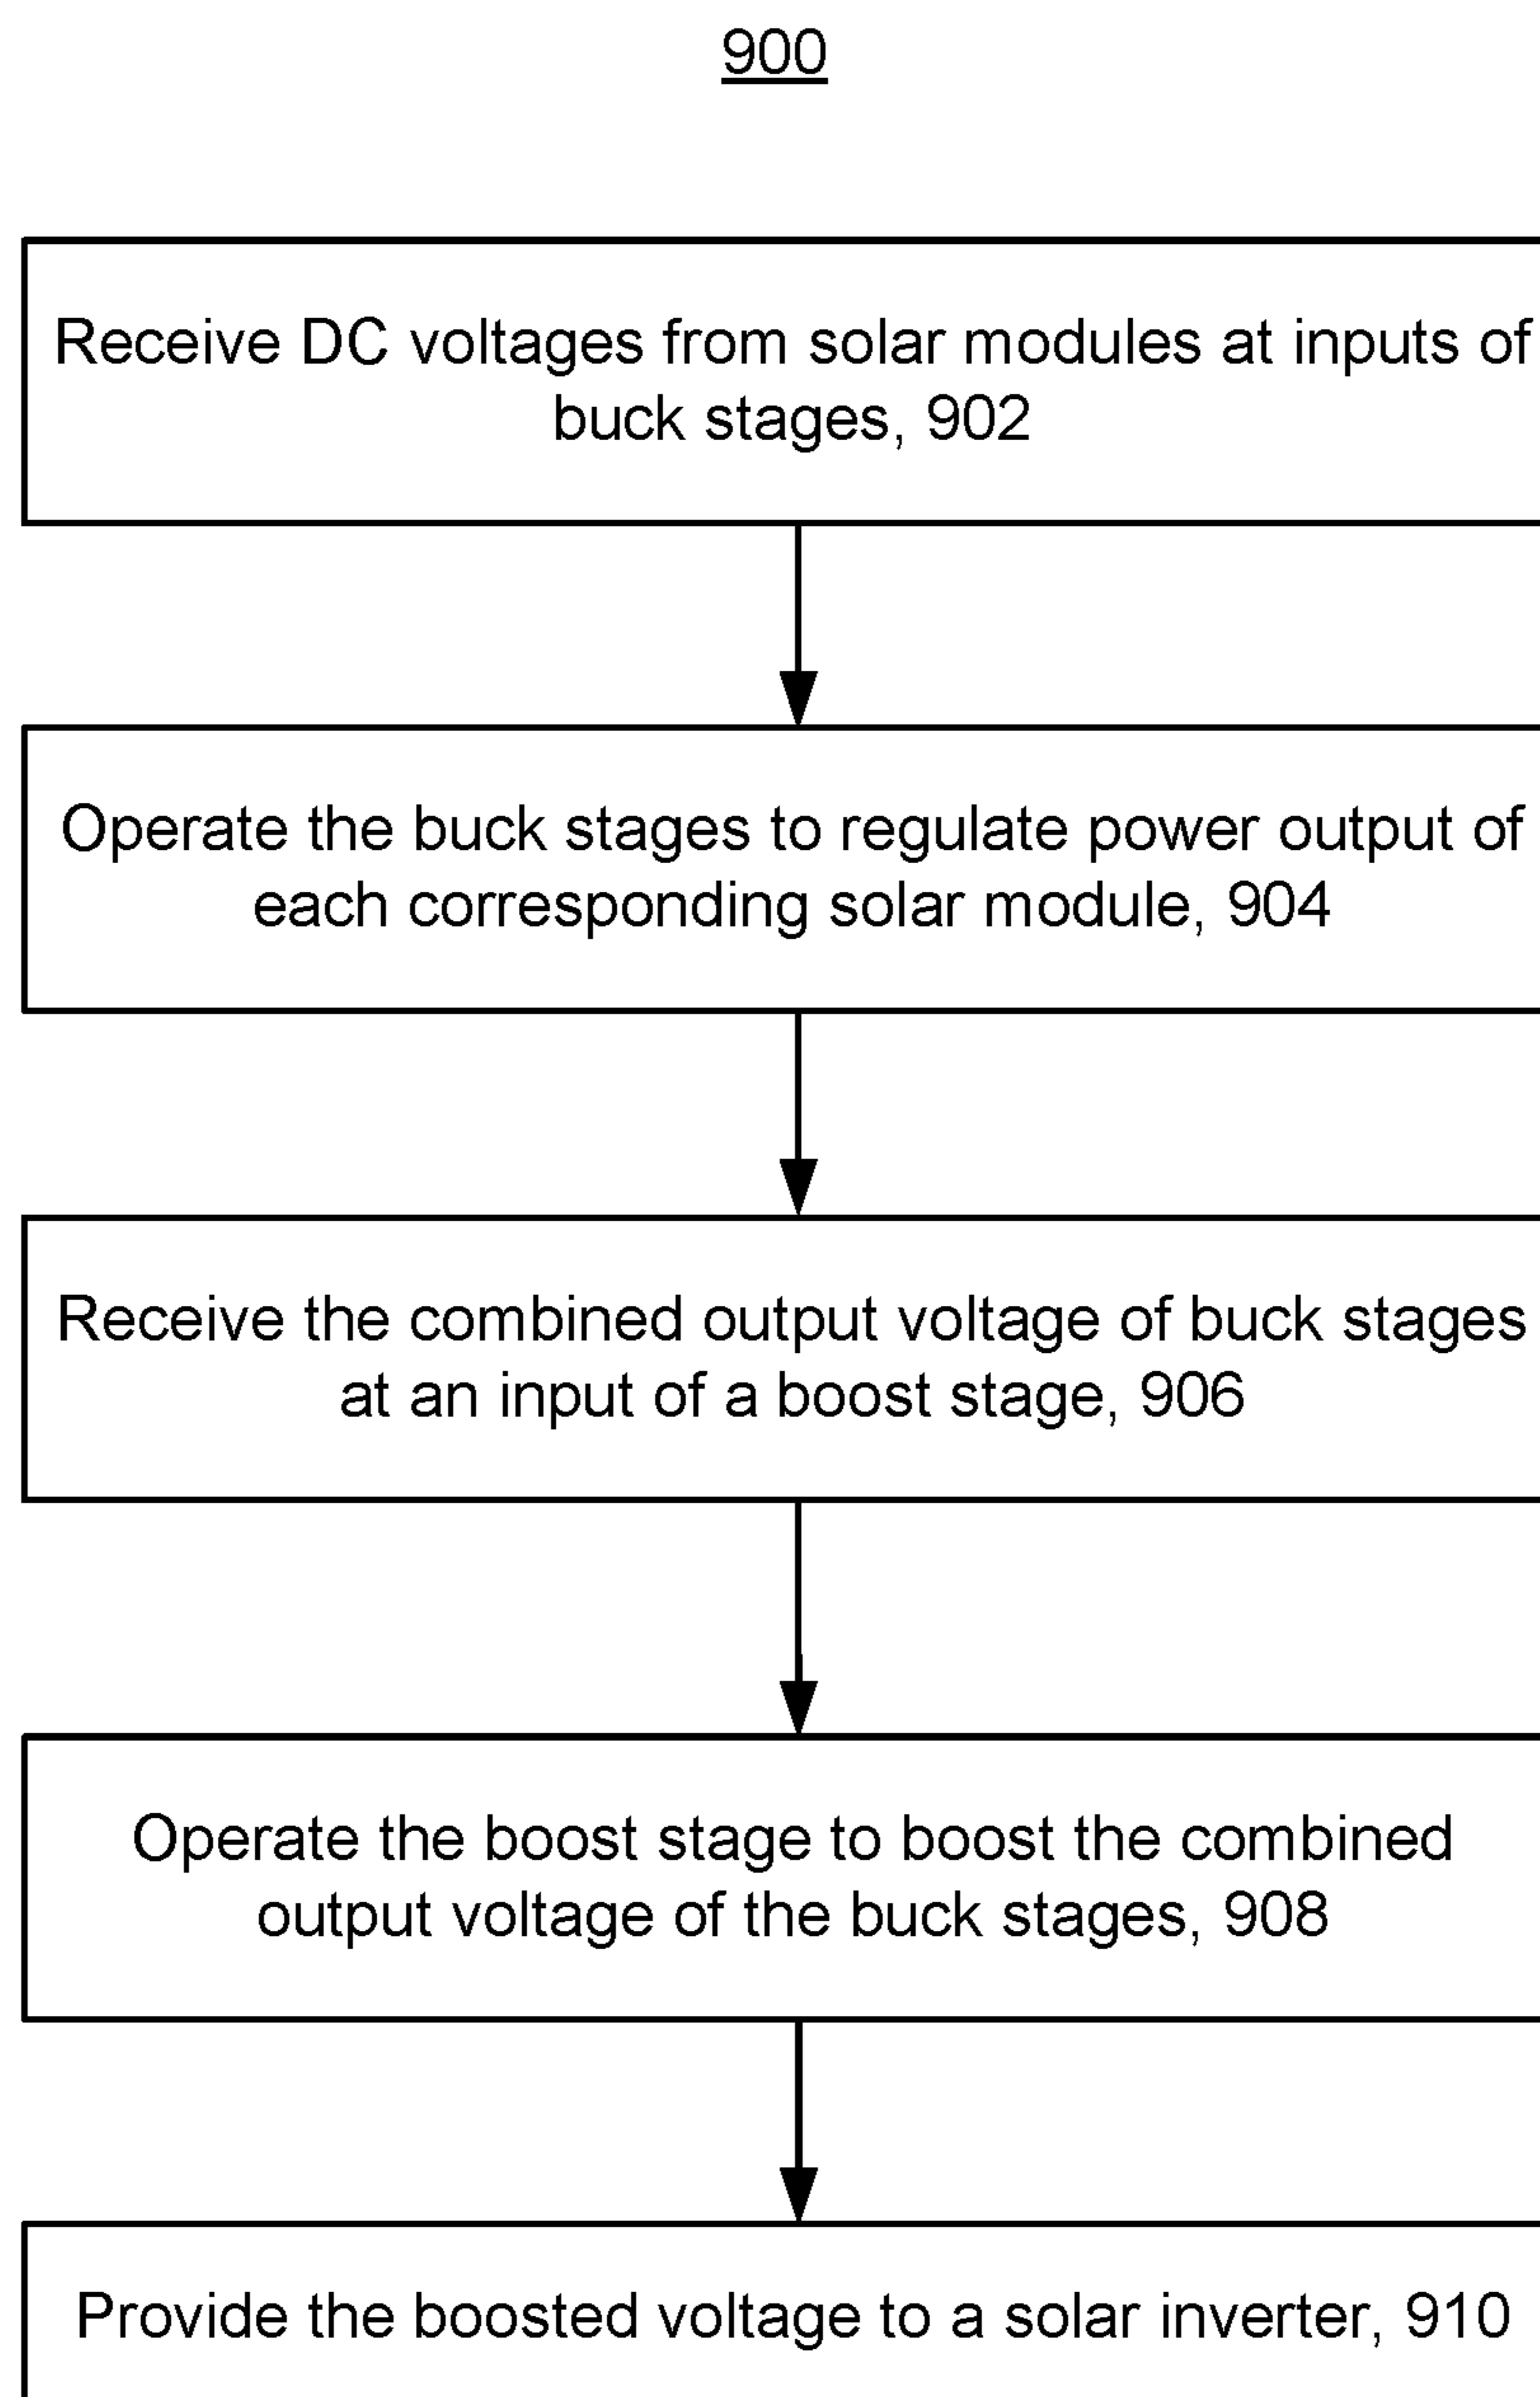 900
Receive DC voltages from solar modules at inputs of
buck stages, 902
Operate the buck stages to regulate power output of
each corresponding solar module, 904
Receive the combined output voltage of buck stages
at an input of a boost stage, 906
Operate the boost stage to boost the combined
output voltage of the buck stages, 908
Provide the boosted voltage to a solar inverter, 910